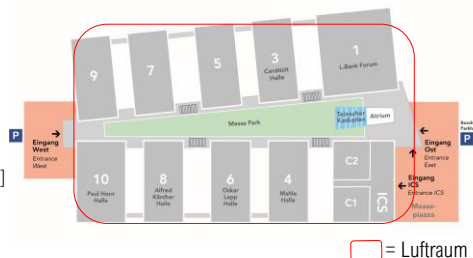 9
7
5
3
Ceratizit
Halle
1
L-Bank Forum
Messe Park
Teinacher
Kaskaden
Atrium
P
Eingang
West
Entrance
West
P
Eingang
Ost
Entrance
East
Eingang
ICS
Entrance ICS
Messe-
piazza
]
10
Paul Horn
Halle
8
Alfred
Kärcher
Halle
6
Oskar
Lapp
Halle
4
Mahle
Halle
C2
C1
ICS
= Luftraum